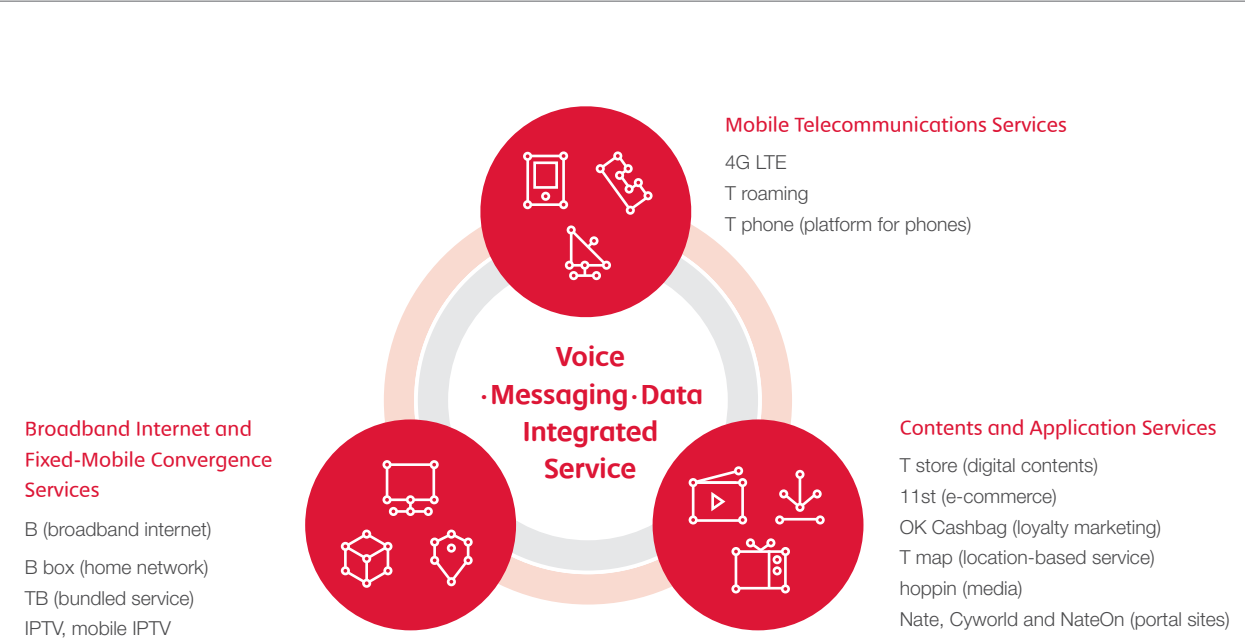 Mobile Telecommunications Services
4G LTE
T roaming
T phone (platform for phones)
Voice
·Messaging·Data
Integrated
Service
Broadband Internet and
Fixed-Mobile Convergence
Services
B (broadband internet)
B box (home network)
TB (bundled service)
IPTV, mobile IPTV
Contents and Application Services
T store (digital contents)
11st (e-commerce)
OK Cashbag (loyalty marketing)
T map (location-based service)
hoppin (media)
Nate, Cyworld and NateOn (portal sites)